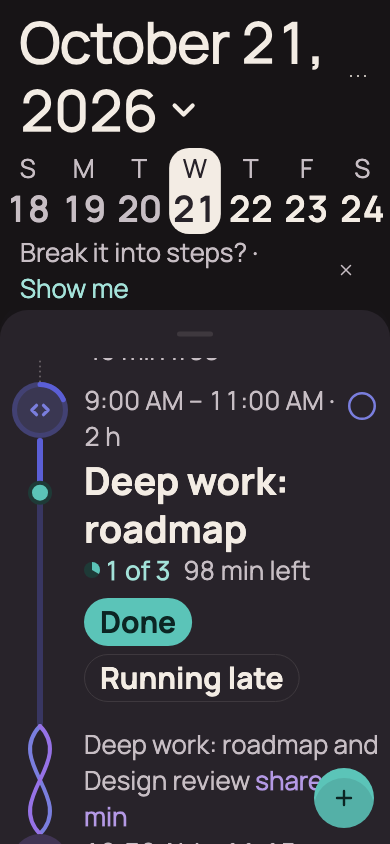 October 21,
2026
S M T W T F S
18 19 20 21 22 23 24
Break it into steps? ·
Show me
9:00 AM – 11:00 AM ·
2 h
Deep work:
roadmap
1 of 3 98 min left
Done
Running late
Deep work: roadmap and
Design review share
min